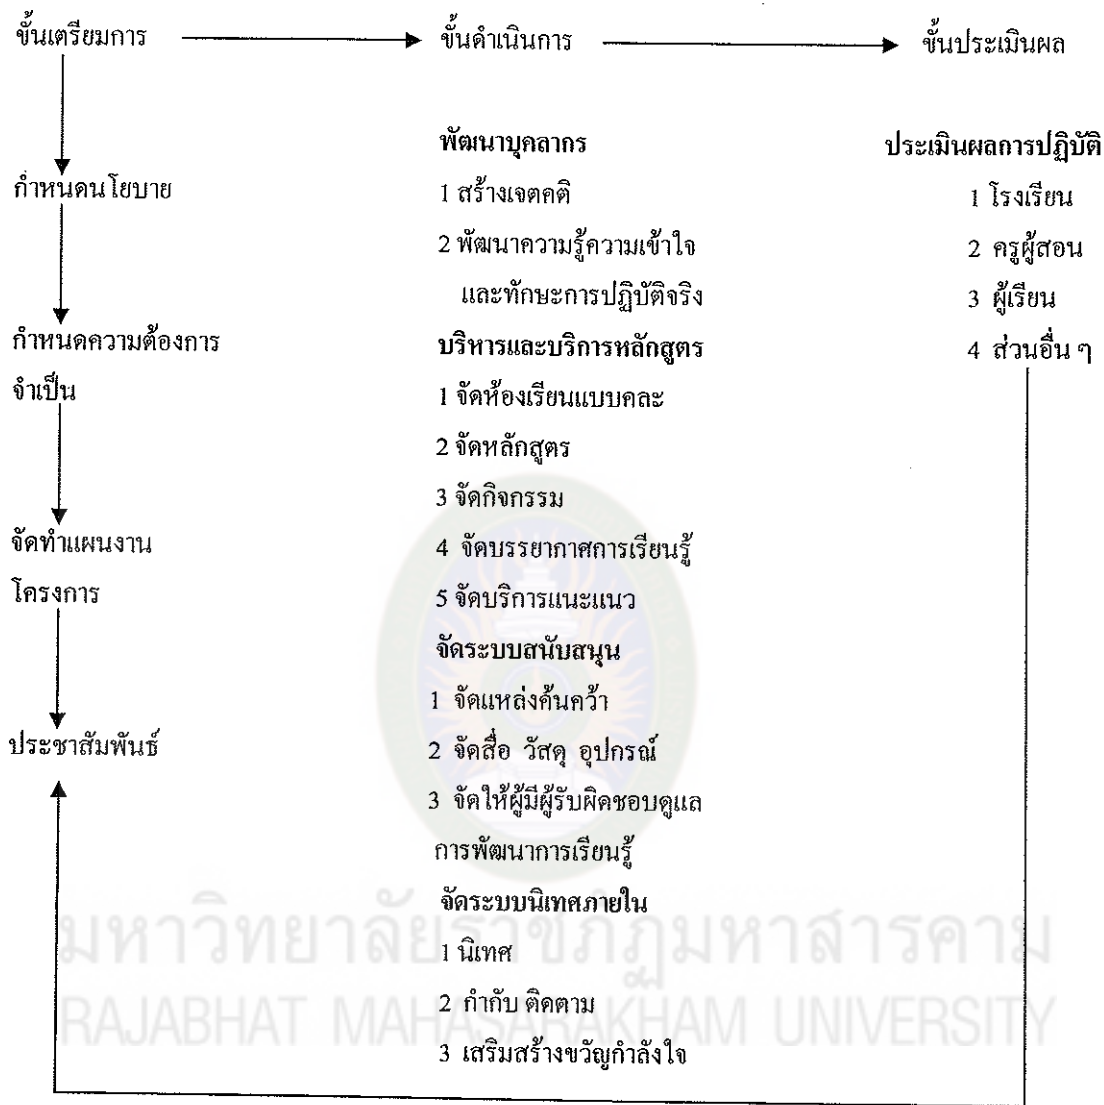 ขั้นเตรียมการ
ขั้นดำเนินการ
ขั้นประเมินผล
กำหนดนโยบาย
กำหนดความต้องการ
จำเป็น
จัดทำแผนงาน
โครงการ
ประชาสัมพันธ์
พัฒนาบุคลากร
1 สร้างเจตคติ
2 พัฒนาความรู้ความเข้าใจ
และทักษะการปฏิบัติจริง
บริหารและบริการหลักสูตร
1 จัดห้องเรียนแบบคละ
2 จัดหลักสูตร
3 จัดกิจกรรม
4 จัดบรรยากาศการเรียนรู้
5 จัดบริการแนะแนว
จัดระบบสนับสนุน
1 จัดแหล่งค้นคว้า
2 จัดสื่อ วัสดุ อุปกรณ์
3 จัดให้ผู้มีผู้รับผิดชอบดูแล
การพัฒนาการเรียนรู้
จัดระบบนิเทศภายใน
1 นิเทศ
2 กำกับ ติดตาม
3 เสริมสร้างขวัญกำลังใจ
ประเมินผลการปฏิบัติ
1 โรงเรียน
2 ครูผู้สอน
3 ผู้เรียน
4 ส่วนอื่น ๆ
มหาวิทยาลัยราชภัฏมหาสารคาม
RAJABHAT MAHASARAKHAM UNIVERSITY